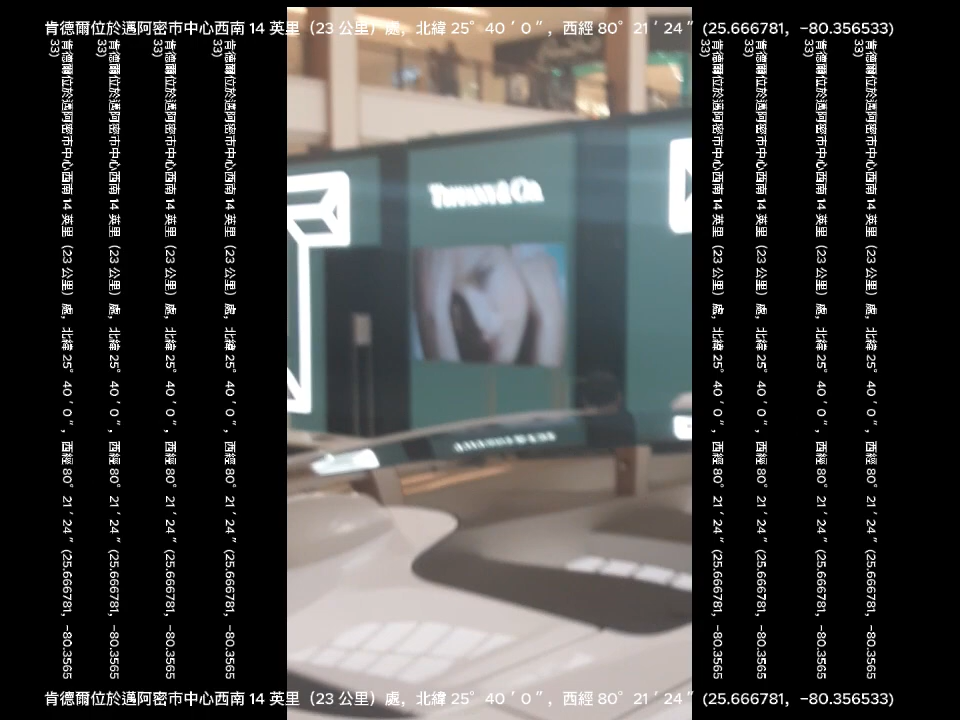 肯德爾位於邁阿密市中心西南 14 英里（23 公里）處，北緯 25° 40′0″，西經 80° 21′24″ (25.666781, −80.356533)
肯德爾位於邁阿密市中心西南 14 英里（23 公里）處，北緯 25° 40′0″，西經 80° 21′24″ (25.666781, −80.3565
33)
肯德爾位於邁阿密市中心西南 14 英里（23 公里）處，北緯 25° 40′0″，西經 80° 21′24″ (25.666781, −80.3565
33)
肯德爾位於邁阿密市中心西南 14 英里（23 公里）處，北緯 25° 40′0″，西經 80° 21′24″ (25.666781, −80.3565
33)
肯德爾位於邁阿密市中心西南 14 英里（23 公里）處，北緯 25° 40′0″，西經 80° 21′24″ (25.666781, −80.3565
33)
肯德爾位於邁阿密市中心西南 14 英里（23 公里）處，北緯 25° 40′0″，西經 80° 21′24″ (25.666781, −80.3565
33)
肯德爾位於邁阿密市中心西南 14 英里（23 公里）處，北緯 25° 40′0″，西經 80° 21′24″ (25.666781, −80.3565
33)
肯德爾位於邁阿密市中心西南 14 英里（23 公里）處，北緯 25° 40′0″，西經 80° 21′24″ (25.666781, −80.3565
33)
肯德爾位於邁阿密市中心西南 14 英里（23 公里）處，北緯 25° 40′0″，西經 80° 21′24″ (25.666781, −80.3565
33)
肯德爾位於邁阿密市中心西南 14 英里（23 公里）處，北緯 25° 40′0″，西經 80° 21′24″ (25.666781, −80.356533)